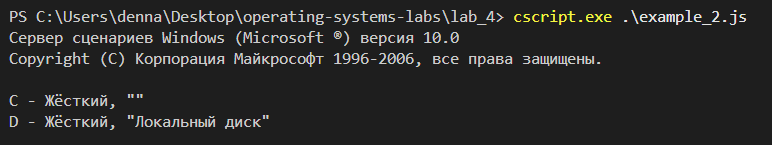 PS C:\Users\denna\Desktop\operating-systems-labs\lab_4> cscript.exe .\example_2.js
Сервер сценариев Windows (Microsoft ®) версия 10.0
Copyright (C) Корпорация Майкрософт 1996-2006, все права защищены.
C - Жёсткий, ""
D - Жёсткий, "Локальный диск"